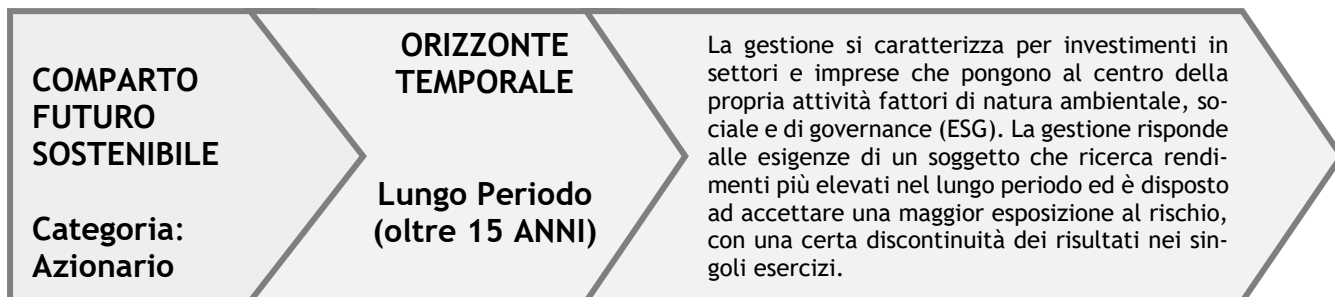 COMPARTO
FUTURO
SOSTENIBILE
Categoria:
Azionario
ORIZZONTE
TEMPORALE
Lungo Periodo
(oltre 15 ANNI)
La gestione si caratterizza per investimenti in
settori e imprese che pongono al centro della
propria attività fattori di natura ambientale, so-
ciale e di governance (ESG). La gestione risponde
alle esigenze di un soggetto che ricerca rendi-
menti più elevati nel lungo periodo ed è disposto
ad accettare una maggior esposizione al rischio,
con una certa discontinuità dei risultati nei sin-
goli esercizi.